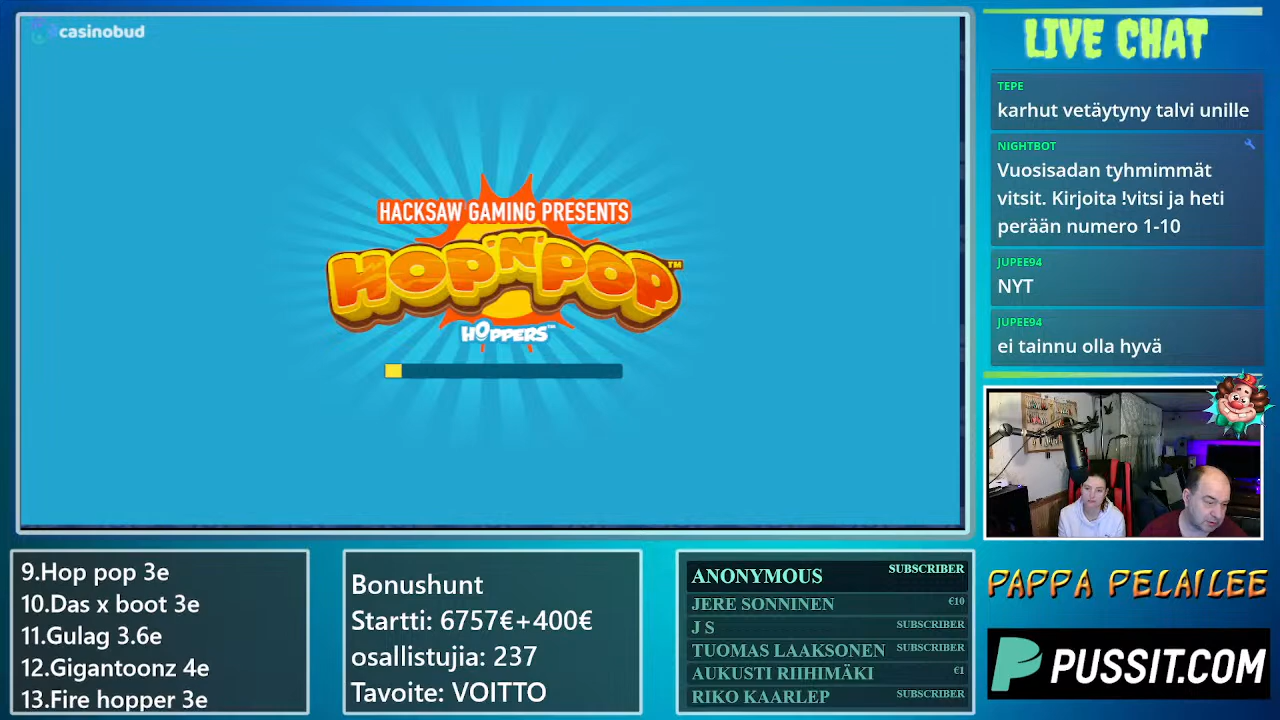 casinobud
HACKSAW GAMING PRESENTS
HOP'N'POP™
HOPPERS™
LIVE CHAT
TEPE
karhut vetäytyny talvi unille
NIGHTBOT
Vuosisadan tyhmimmät
vitsit. Kirjoita !vitsi ja heti
perään numero 1-10
JUPEE94
NYT
JUPEE94
ei tainnu olla hyvä
9.Hop pop 3e
10.Das x boot 3e
11.Gulag 3.6e
12.Gigantoonz 4e
13.Fire hopper 3e
Bonushunt
Startti: 6757€+400€
osallistujia: 237
Tavoite: VOITTO
ANONYMOUS SUBSCRIBER
JERE SONNINEN €10
J S SUBSCRIBER
TUOMAS LAAKSONEN SUBSCRIBER
AUKUSTI RIIHIMÄKI €1
RIKO KAARLEP SUBSCRIBER
PAPPA PELAILEE
PUSSIT.COM